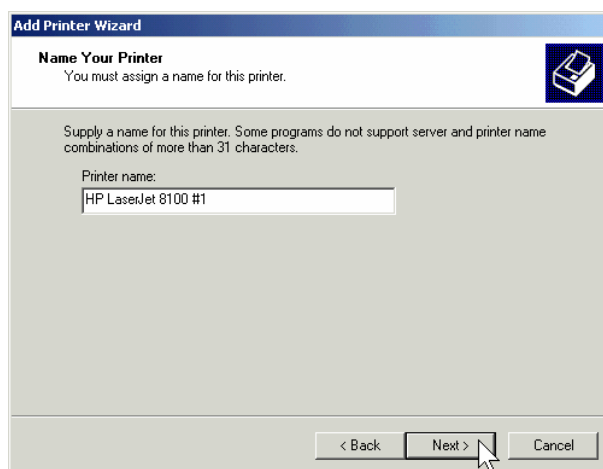 Add Printer Wizard
Name Your Printer
You must assign a name for this printer.
Supply a name for this printer. Some programs do not support server and printer name
combinations of more than 31 characters.
Printer name:
HP LaserJet 8100 #1
< Back
Next >
Cancel